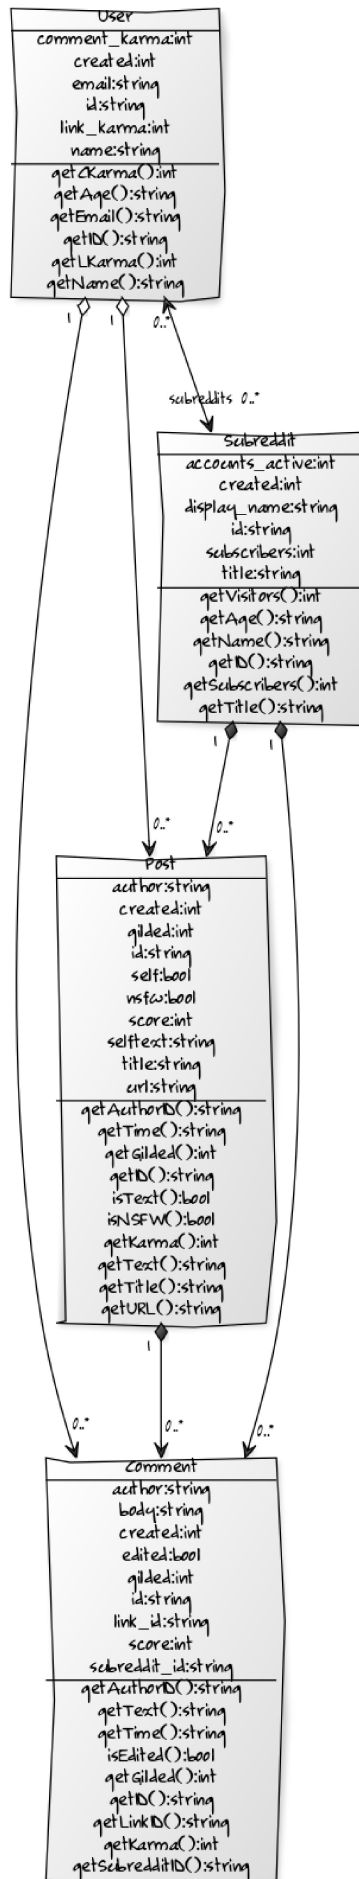 User
comment_karma:int
created:int
email:string
id:string
link_karma:int
name:string
getCKarma():int
getAge():string
getEmail():string
getID():string
getLKarma():int
getName():string
1
1
0..*
subreddits 0..*
Subreddit
accounts_active:int
created:int
display_name:string
id:string
subscribers:int
title:string
getVisitors():int
getAge():string
getName():string
getID():string
getSubscribers():int
getTitle():string
1
1
0..*
0..*
Post
author:string
created:int
gilded:int
id:string
self:bool
nsfw:bool
score:int
selftext:string
title:string
url:string
getAuthorID():string
getTime():string
getGilded():int
getID():string
isText():bool
isNSFW():bool
getKarma():int
getText():string
getTitle():string
getURL():string
1
0..*
0..*
0..*
Comment
author:string
body:string
created:int
edited:bool
gilded:int
id:string
link_id:string
score:int
subreddit_id:string
getAuthorID():string
getText():string
getTime():string
isEdited():bool
getGilded():int
getID():string
getLinkID():string
getKarma():int
getSubredditID():string